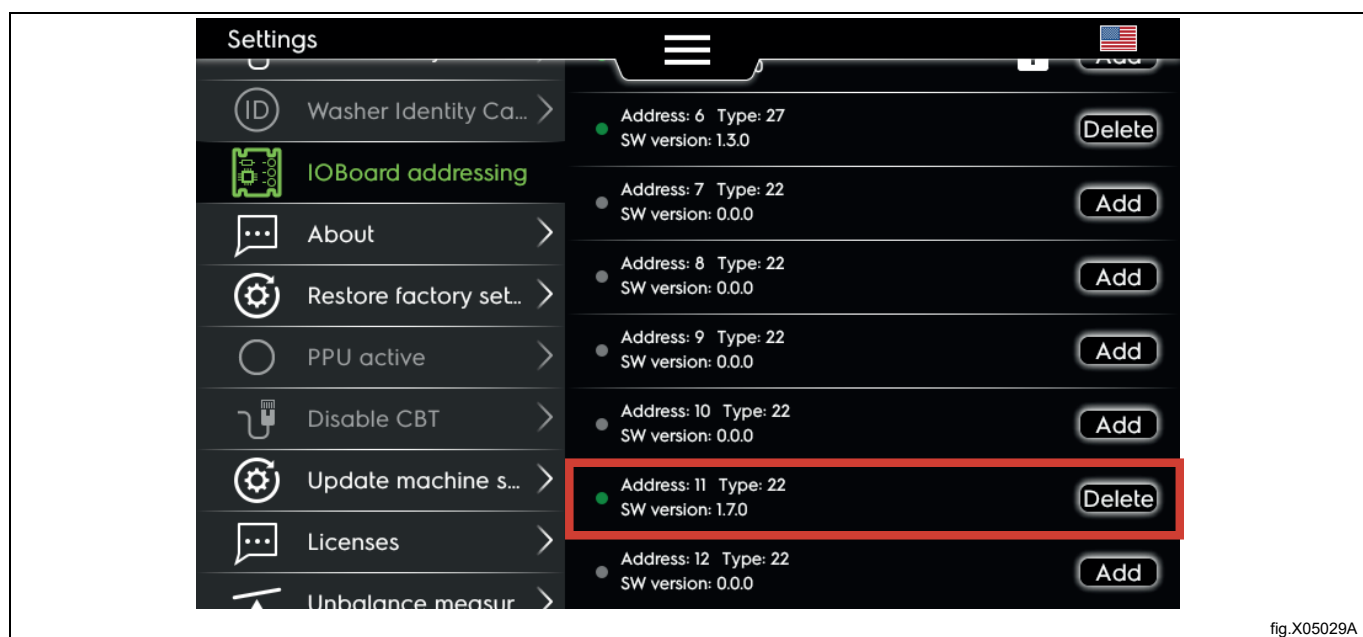 Settings
Add
ID
Washer Identity Ca...
Address: 6 Type: 27
SW version: 1.3.0
Delete
IOBoard addressing
Address: 7 Type: 22
SW version: 0.0.0
Add
About
Address: 8 Type: 22
SW version: 0.0.0
Add
Restore factory set...
Address: 9 Type: 22
SW version: 0.0.0
Add
PPU active
Address: 10 Type: 22
SW version: 0.0.0
Add
Disable CBT
Update machine s...
Address: 11 Type: 22
SW version: 1.7.0
Delete
Licenses
Address: 12 Type: 22
SW version: 0.0.0
Add
Unbalance measur
fig.X05029A